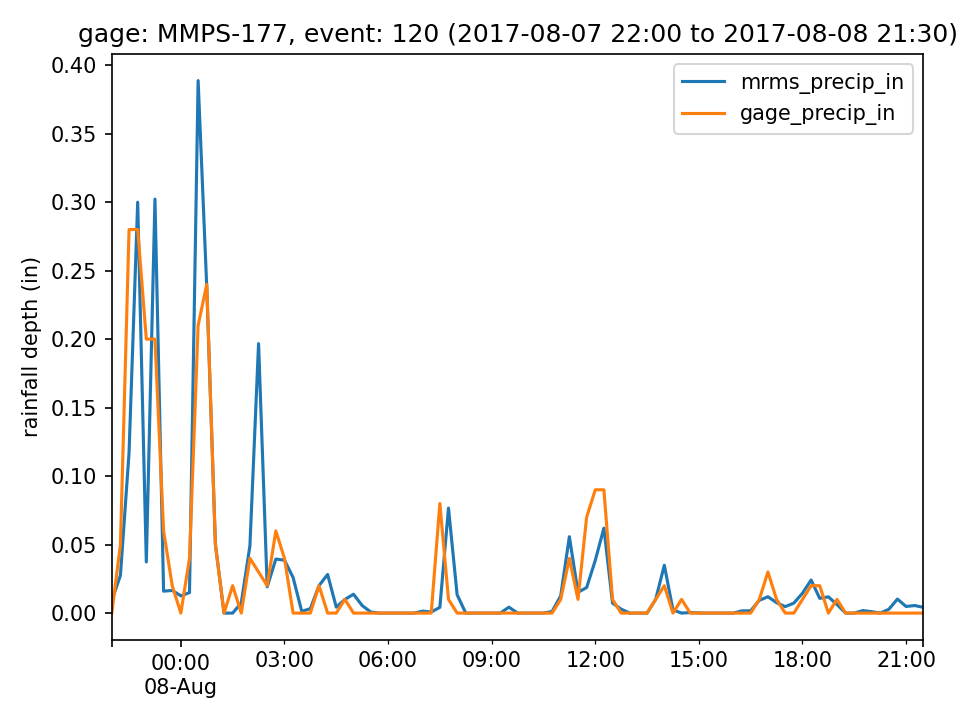 gage: MMPS-177, event: 120 (2017-08-07 22:00 to 2017-08-08 21:30)
mrms_precip_in
gage_precip_in
rainfall depth (in)
0.40
0.35
0.30
0.25
0.20
0.15
0.10
0.05
0.00
00:00 03:00 06:00 09:00 12:00 15:00 18:00 21:00
08-Aug